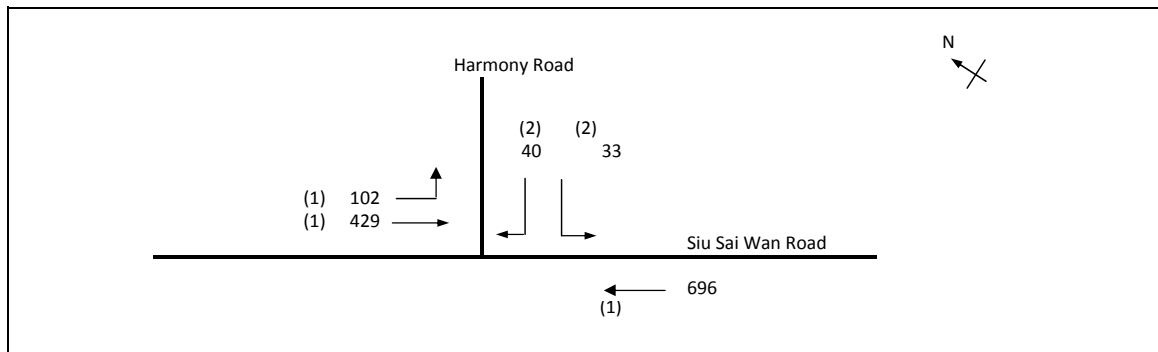 N
Harmony Road
(2) (2)
40 33
(1) 102
(1) 429
Siu Sai Wan Road
696
(1)